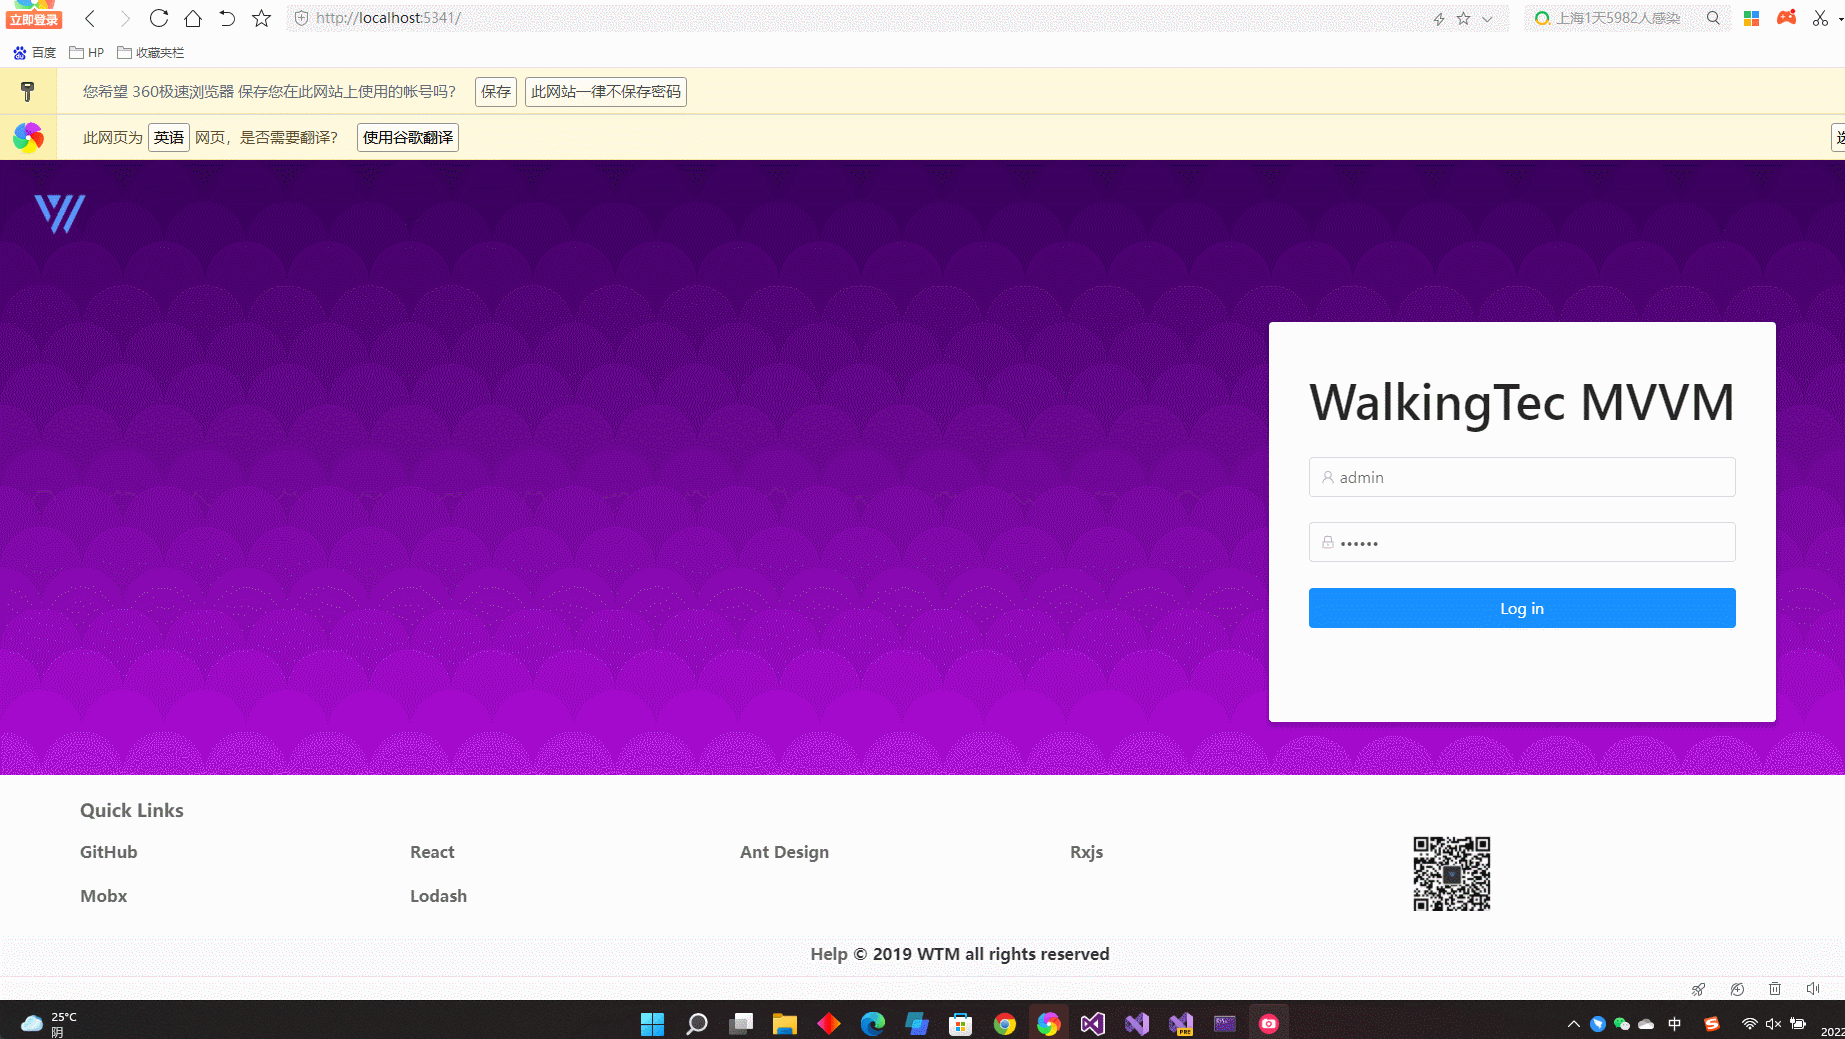 立即登录
http://localhost:5341/
上海1天5982人感染
百度
HP
收藏夹栏
您希望 360极速浏览器 保存您在此网站上使用的帐号吗?
保存
此网站一律不保存密码
此网页为 英语 网页，是否需要翻译?
使用谷歌翻译
WalkingTec MVVM
admin
••••••
Log in
Quick Links
GitHub
React
Ant Design
Rxjs
Mobx
Lodash
Help © 2019 WTM all rights reserved
25°C
阴
PRE
中
2022